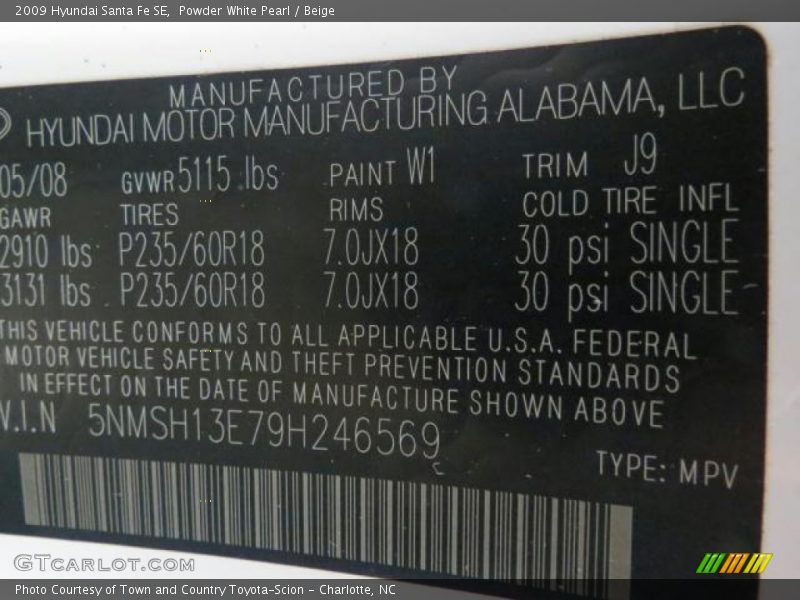 2009 Hyundai Santa Fe SE,  Powder White Pearl / Beige
MANUFACTURED BY
HYUNDAI MOTOR MANUFACTURING ALABAMA, LLC
05/08 GVWR 5115 lbs PAINT W1 TRIM J9
GAWR TIRES RIMS COLD TIRE INFL
2910 lbs P235/60R18 7.0JX18 30 psi SINGLE
3131 lbs P235/60R18 7.0JX18 30 psi SINGLE
THIS VEHICLE CONFORMS TO ALL APPLICABLE U.S.A. FEDERAL
MOTOR VEHICLE SAFETY AND THEFT PREVENTION STANDARDS
IN EFFECT ON THE DATE OF MANUFACTURE SHOWN ABOVE
V.I.N 5NMSH13E79H246569
TYPE: MPV
GTCARLOT.COM
Photo Courtesy of Town and Country Toyota-Scion - Charlotte, NC